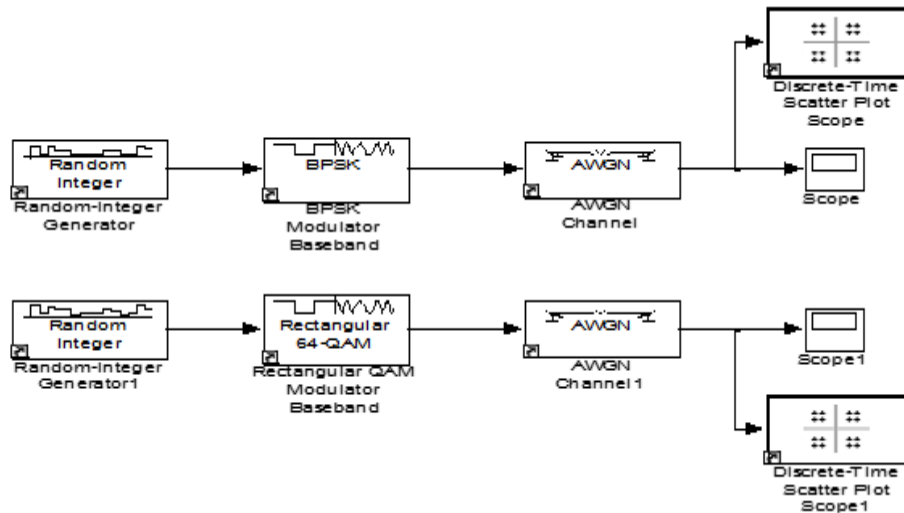 Discrete-Time
Scatter Plot
Scope
Random
Integer
Random-Integer
Generator
BPSK
BPSK
Modulator
Baseband
AWGN
AWGN
Channel
Scope
Random
Integer
Random-Integer
Generator1
Rectangular
64-QAM
Rectangular QAM
Modulator
Baseband
AWGN
AWGN
Channel1
Scope1
Discrete-Time
Scatter Plot
Scope1